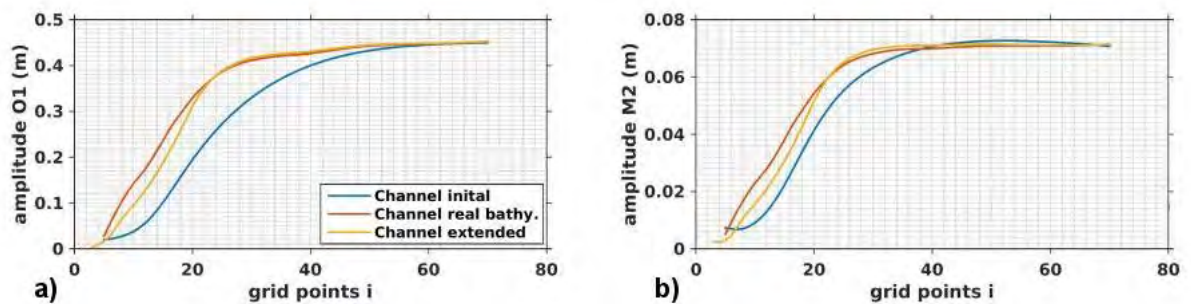 amplitude O1 (m)
0.5
0.4
0.3
0.2
0.1
0
0 20 40 60 80
grid points i
Channel inital
Channel real bathy.
Channel extended
a)
amplitude M2 (m)
0.08
0.06
0.04
0.02
0
0 20 40 60 80
grid points i
b)